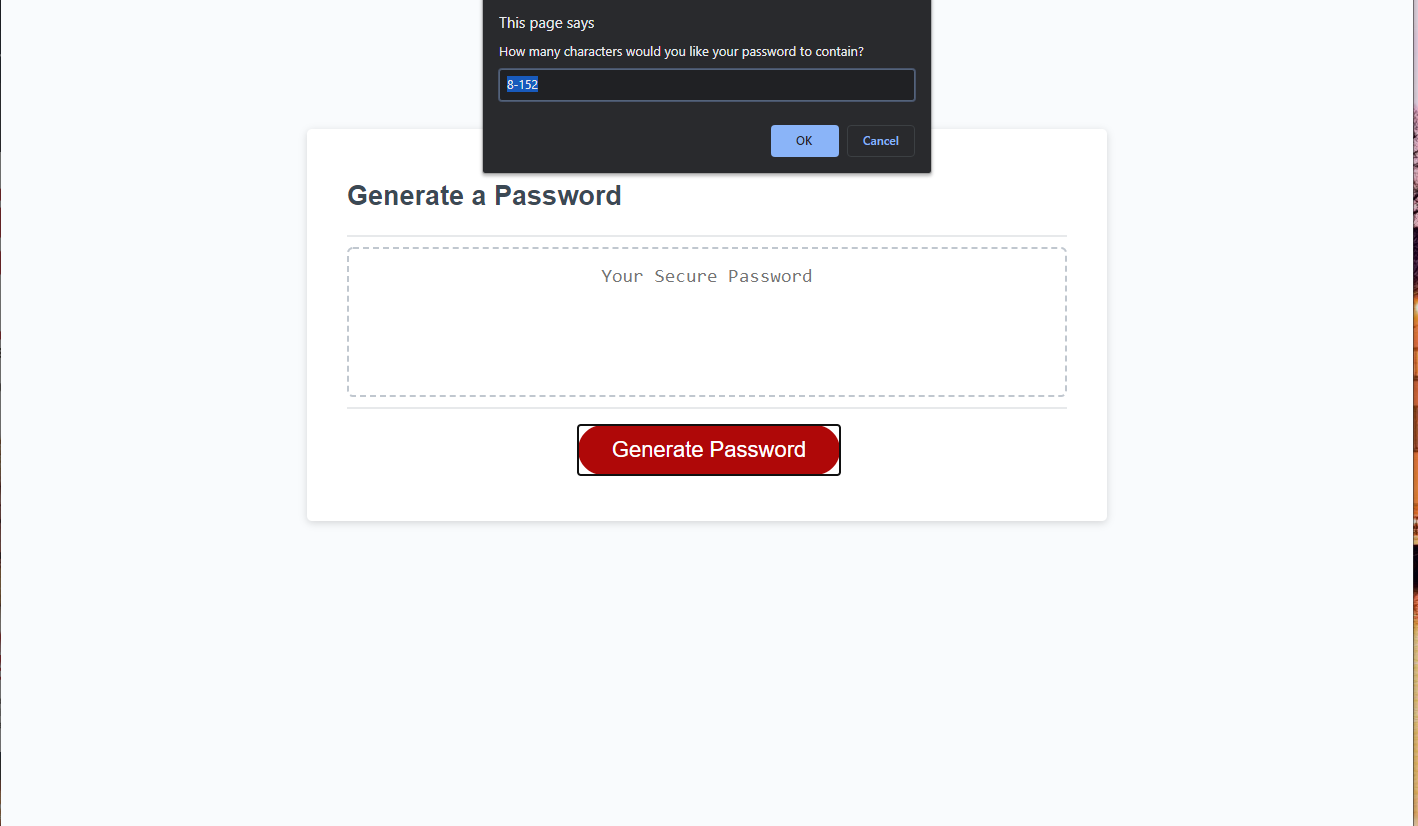 This page says
How many characters would you like your password to contain?
8-152
OK
Cancel
Generate a Password
Your Secure Password
Generate Password